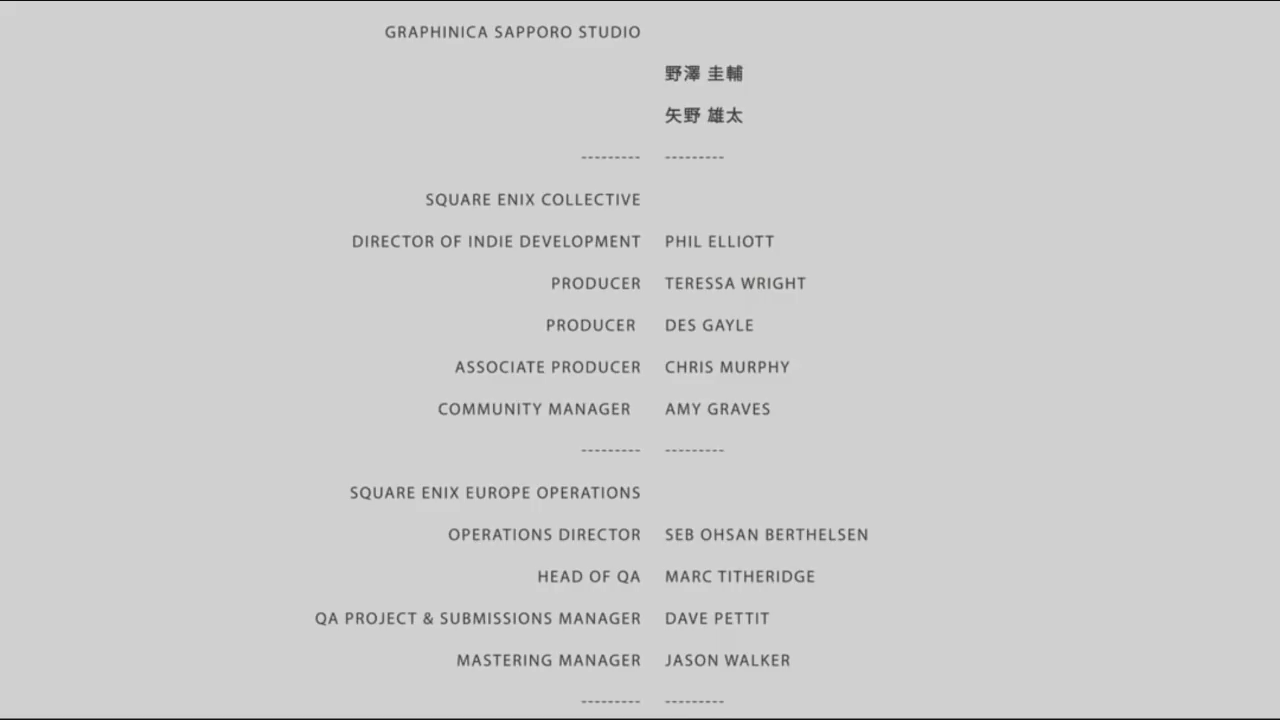 GRAPHINICA SAPPORO STUDIO
野澤 圭輔
矢野 雄太
--------- ---------
SQUARE ENIX COLLECTIVE
DIRECTOR OF INDIE DEVELOPMENT PHIL ELLIOTT
PRODUCER TERESSA WRIGHT
PRODUCER DES GAYLE
ASSOCIATE PRODUCER CHRIS MURPHY
COMMUNITY MANAGER AMY GRAVES
--------- ---------
SQUARE ENIX EUROPE OPERATIONS
OPERATIONS DIRECTOR SEB OHSAN BERTHELSEN
HEAD OF QA MARC TITHERIDGE
QA PROJECT & SUBMISSIONS MANAGER DAVE PETTIT
MASTERING MANAGER JASON WALKER
--------- ---------